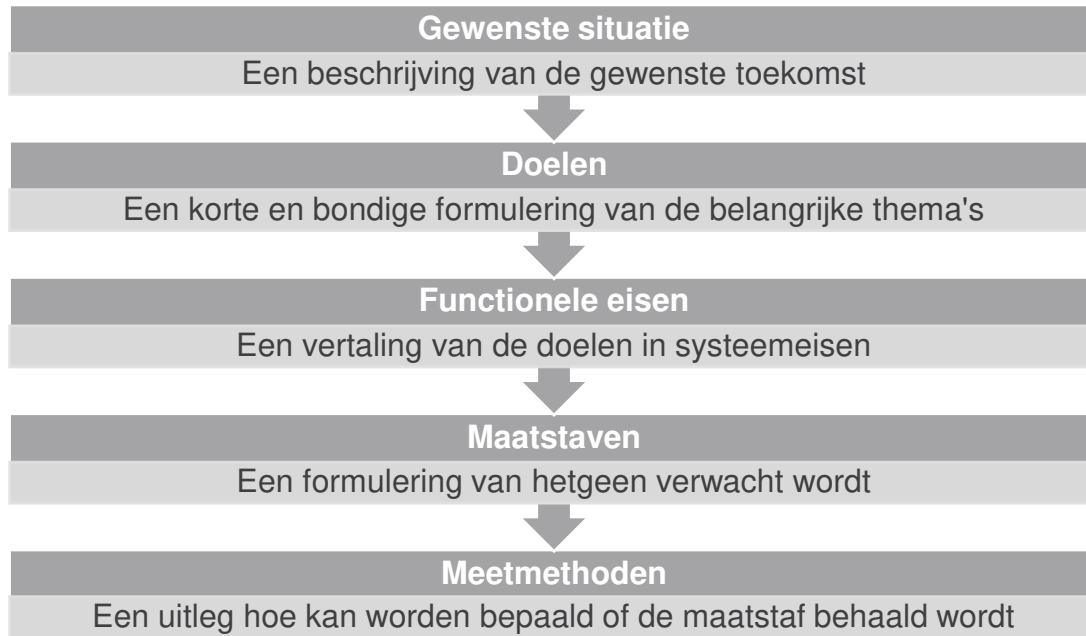 Gewenste situatie
Een beschrijving van de gewenste toekomst
Doelen
Een korte en bondige formulering van de belangrijke thema's
Functionele eisen
Een vertaling van de doelen in systeemeisen
Maatstaven
Een formulering van hetgeen verwacht wordt
Meetmethoden
Een uitleg hoe kan worden bepaald of de maatstaf behaald wordt